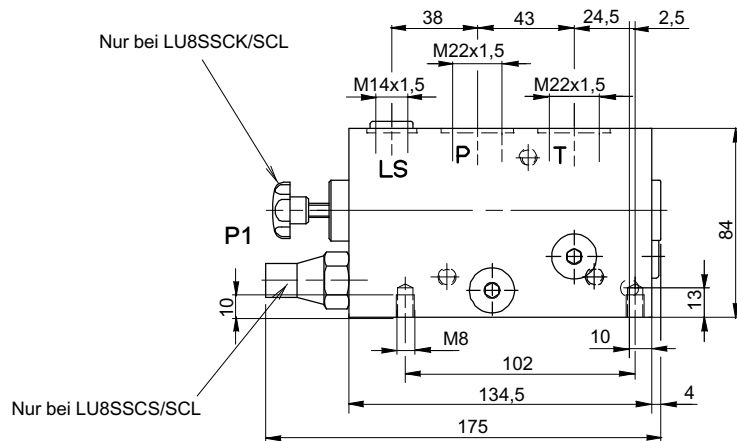 38
43
24,5
2,5
Nur bei LU8SSCK/SCL
M22x1,5
M14x1,5
M22x1,5
LS
P
T
84
P1
10
13
M8
10
102
Nur bei LU8SSCS/SCL
134,5
4
175